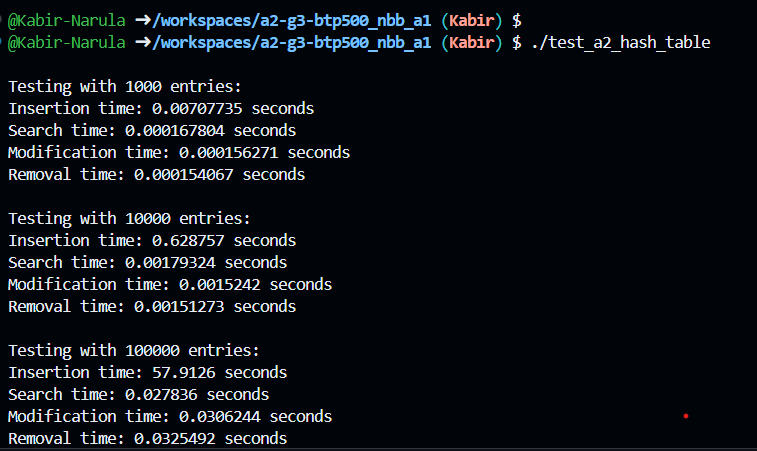 @Kabir-Narula ➜/workspaces/a2-g3-btp500_nbb_a1 (Kabir) $
@Kabir-Narula ➜/workspaces/a2-g3-btp500_nbb_a1 (Kabir) $ ./test_a2_hash_table
Testing with 1000 entries:
Insertion time: 0.00707735 seconds
Search time: 0.000167804 seconds
Modification time: 0.000156271 seconds
Removal time: 0.000154067 seconds
Testing with 10000 entries:
Insertion time: 0.628757 seconds
Search time: 0.00179324 seconds
Modification time: 0.0015242 seconds
Removal time: 0.00151273 seconds
Testing with 100000 entries:
Insertion time: 57.9126 seconds
Search time: 0.027836 seconds
Modification time: 0.0306244 seconds
Removal time: 0.0325492 seconds